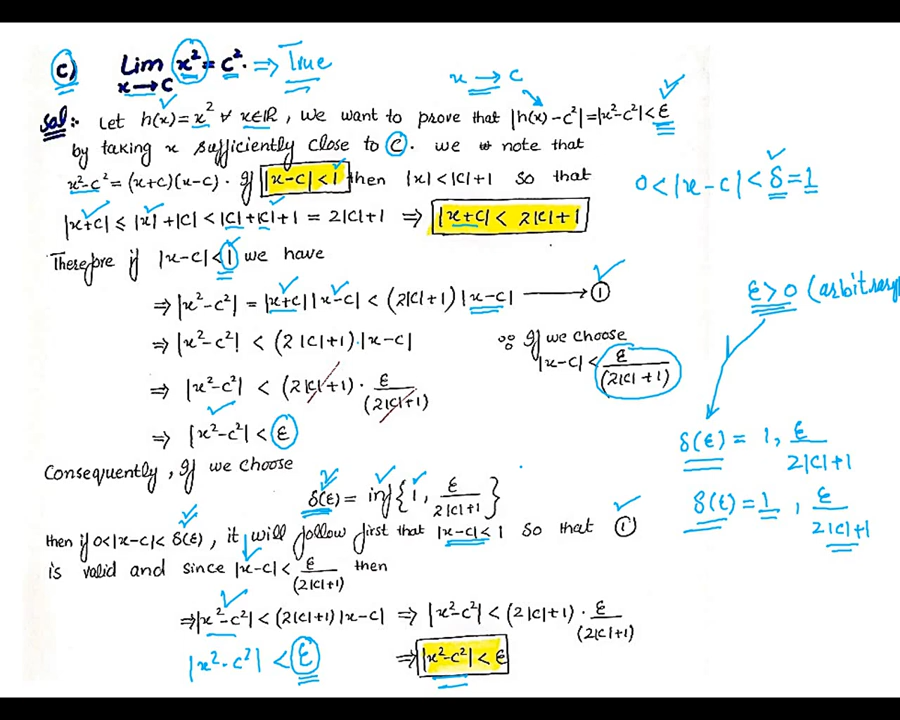 c) Lim x² = c². ⇒ True
x→c
x → c
Sol:- Let h(x) = x² ∀ x∈ℝ, We want to prove that |h(x) - c²| = |x² - c²| < ε
by taking x sufficiently close to c. we note that
x² - c² = (x+c)(x-c). If |x-c| < 1 then |x| < |c|+1 so that
0 < |x-c| < δ = 1
|x+c| ≤ |x| + |c| < |c| + |c| + 1 = 2|c|+1 ⇒ |x+c| < 2|c|+1
Therefore if |x-c| < 1 we have
⇒ |x² - c²| = |x+c| |x-c| < (2|c|+1) |x-c| ⟶ ①
ε > 0 (arbitrary)
⇒ |x² - c²| < (2|c|+1)·|x-c|
∵ If we choose
|x-c| < ε/(2|c|+1)
⇒ |x² - c²| < (2|c|+1) · ε/(2|c|+1)
⇒ |x² - c²| < ε
δ(ε) = 1, ε/2|c|+1
Consequently, If we choose
δ(ε) = inf {1, ε/2|c|+1}
δ(ε) = 1, ε/2|c|+1
then if 0<|x-c|< δ(ε), it will follow first that |x-c| < 1 so that ①
is valid and since |x-c| < ε/(2|c|+1) then
⇒ |x² - c²| < (2|c|+1) |x-c| ⇒ |x² - c²| < (2|c|+1) · ε/(2|c|+1)
|x² - c²| < ε ⇒ |x² - c²| < ε